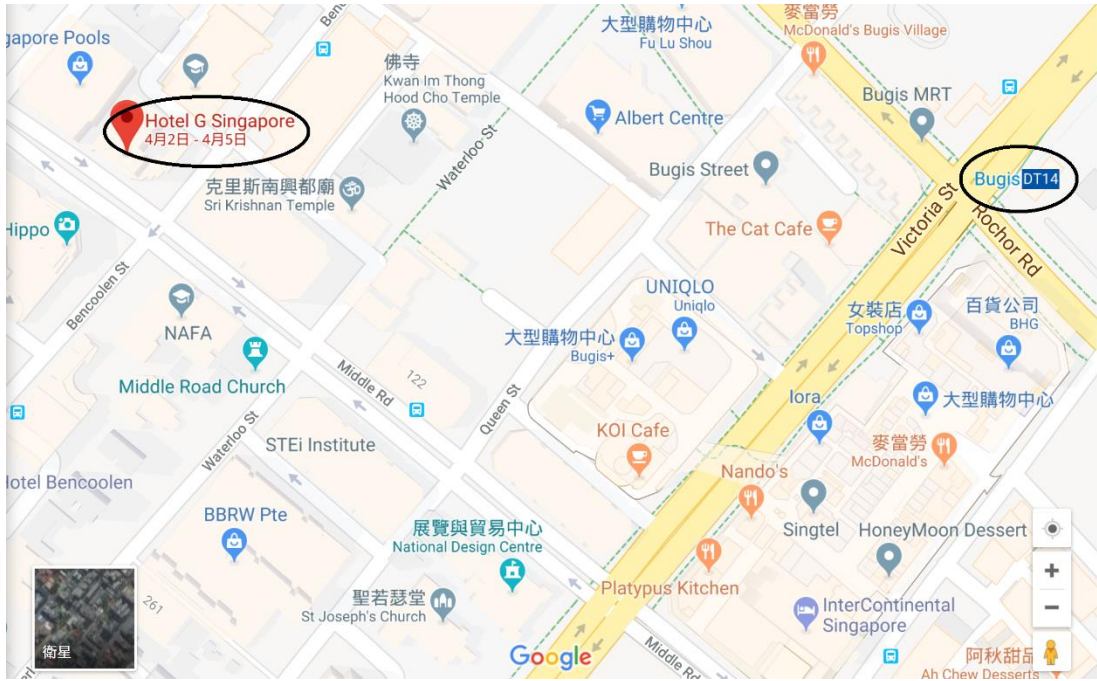 gapore Pools
Hotel G Singapore
4月2日 - 4月5日
佛寺
Kwan Im Thong
Hood Cho Temple
大型購物中心
Fu Lu Shou
麥當勞
McDonald's Bugis Village
Bugis MRT
Albert Centre
Bugis Street
Bugis DT14
Waterloo St
克里斯南興都廟
Sri Krishnan Temple
The Cat Cafe
Victoria St
Rochor Rd
Hippo
Bencoolen St
NAFA
UNIQLO
Uniqlo
大型購物中心
Bugis+
女裝店
Topshop
百貨公司
BHG
Middle Road Church
Middle Rd
122
Queen St
Iora
大型購物中心
KOI Cafe
麥當勞
McDonald's
Waterloo St
STEi Institute
Nando's
Hotel Bencoolen
BBRW Pte
展覽與貿易中心
National Design Centre
Singtel
HoneyMoon Dessert
Platypus Kitchen
261
聖若瑟堂
St Joseph's Church
InterContinental
Singapore
衛星
Google
Middle Rd
阿秋甜品
Ah Chew Desserts